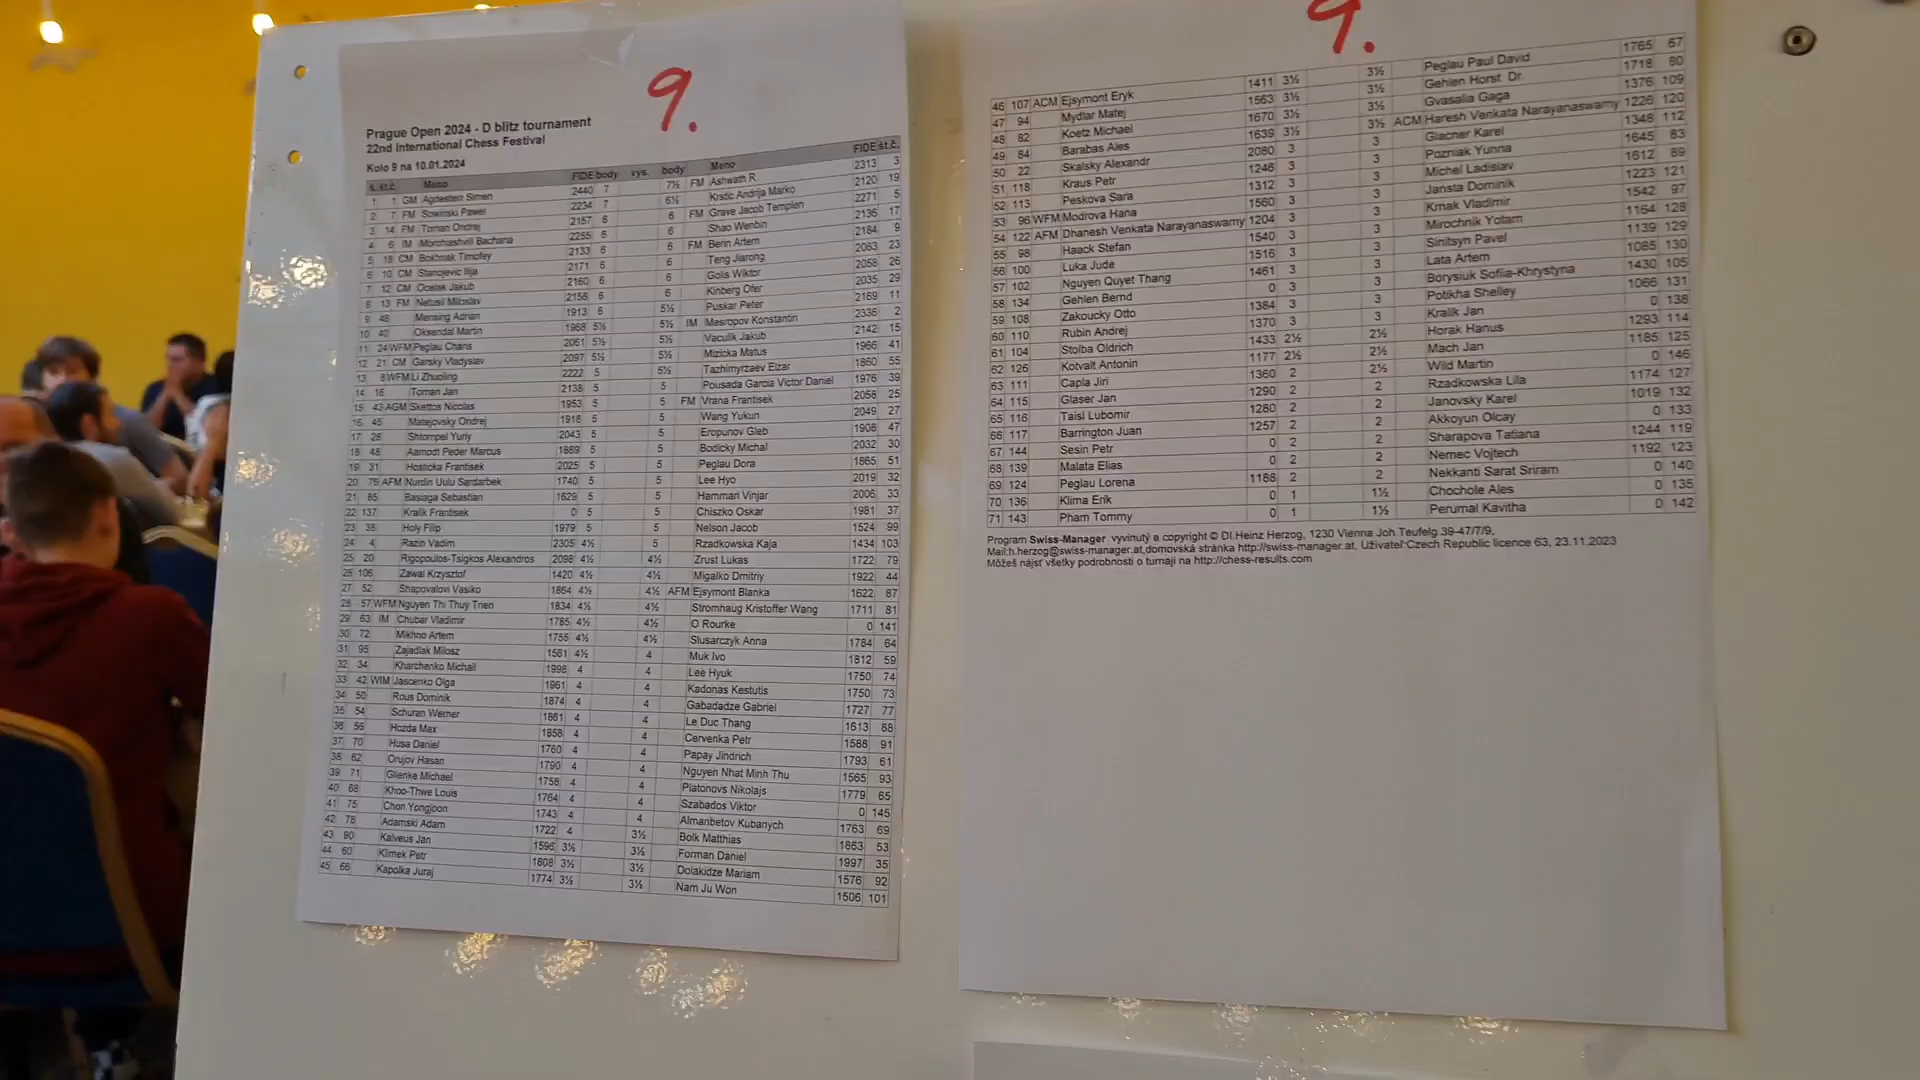 9.
Prague Open 2024 - D blitz tournament
22nd International Chess Festival
Kolo 9 na 10.01.2024
š. št.č. Meno FIDE body vys. body Meno FIDE št.č.
1 1 GM Agdestein Simen 2440 7 7½ FM Ashwath R. 2313 3
2 7 FM Sowinski Pawel 2234 7 6½ Krstic Andrija Marko 2120 19
3 14 FM Toman Ondrej 2157 6 6 FM Grave Jacob Templen 2271 5
4 6 IM Morchiashvili Bachana 2255 6 6 Shao Wenbin 2136 17
5 18 CM Bokhnak Timofey 2133 6 6 FM Benn Artem 2184 9
6 10 CM Stanojevic Ilija 2171 6 6 Teng Jiarong 2063 23
7 12 CM Ocelak Jakub 2160 6 6 Golis Wiktor 2058 26
8 13 FM Netusil Miloslav 2158 6 6 Kinberg Ofer 2035 29
9 Mensing Adrian 1913 6 5½ Puskar Peter 2169 11
10 40 Oksendal Martin 1968 5½ 5½ IM Mesropov Konstantin 2335 2
11 24 WFM Peglau Charis 2061 5½ 5½ Vaculik Jakub 2142 15
12 21 CM Garsky Vladyslav 2097 5½ 5½ Mizicka Matus 1966 41
13 8 WFM Li Zhuoling 2222 5 5½ Tazhimyrzaev Elzar 1860 55
14 16 Toman Jan 2138 5 5 Pousada Garcia Victor Daniel 1976 39
15 43 AGM Skettos Nicolas 1953 5 5 FM Vrana Frantisek 2058 25
16 45 Matejovsky Ondrej 1918 5 5 Wang Yukun 2049 27
17 28 Shtompel Yuriy 2043 5 5 Eropunov Gleb 1908 47
18 48 Aamodt Peder Marcus 1889 5 5 Bodicky Michal 2032 30
19 31 Hosticka Frantisek 2025 5 5 Peglau Dora 1865 51
20 76 AFM Nurdin Uulu Sardarbek 1740 5 5 Lee Hyo 2019 32
21 85 Basiaga Sebastian 1629 5 5 Hammari Vinjar 2006 33
22 137 Kralik Frantisek 0 5 5 Chiszko Oskar 1981 37
23 38 Holy Filip 1979 5 5 Nelson Jacob 1524 99
24 4 Razin Vadim 2305 4½ 5 Rzadkowska Kaja 1434 103
25 20 Rigopoulos-Tsigkos Alexandros 2098 4½ 4½ Zrust Lukas 1722 79
26 106 Zawal Krzysztof 1420 4½ 4½ Migalko Dmitriy 1922 44
27 52 Shapovalovi Vasiko 1864 4½ 4½ AFM Ejsymont Blanka 1622 87
28 57 WFM Nguyen Thi Thuy Trien 1834 4½ 4½ Stromhaug Kristoffer Wang 1711 81
29 63 IM Chubar Vladimir 1785 4½ 4½ O Rourke 0 141
30 72 Mikhno Artem 1755 4½ 4½ Slusarczyk Anna 1784 64
31 95 Zajadlak Milosz 1561 4½ 4 Muk Ivo 1812 59
32 34 Kharchenko Michail 1998 4 4 Lee Hyuk 1750 74
33 42 WIM Jascenko Olga 1961 4 4 Kadonas Kestutis 1750 73
34 50 Rous Dominik 1874 4 4 Gabadadze Gabriel 1727 77
35 54 Schuran Werner 1861 4 4 Le Duc Thang 1613 88
36 56 Hozda Max 1858 4 4 Cervenka Petr 1588 91
37 70 Husa Daniel 1760 4 4 Papay Jindrich 1793 61
38 62 Orujov Hasan 1790 4 4 Nguyen Nhat Minh Thu 1565 93
39 71 Glienke Michael 1758 4 4 Platonovs Nikolajs 1779 65
40 68 Khoo-Thwe Louis 1764 4 4 Szabados Viktor 0 145
41 75 Chon Yongjoon 1743 4 4 Almanbetov Kubanych 1763 69
42 78 Adamski Adam 1722 4 3½ Bolk Matthias 1863 53
43 90 Kalveus Jan 1596 3½ 3½ Forman Daniel 1997 35
44 60 Klimek Petr 1808 3½ 3½ Dolakidze Mariam 1576 92
45 66 Kapolka Juraj 1774 3½ 3½ Nam Ju Won 1506 101
9.
46 107 ACM Ejsymont Eryk 1411 3½ 3½ Peglau Paul David 1765 67
47 94 Mydlar Matej 1563 3½ 3½ Gehlen Horst Dr. 1718 80
48 82 Koetz Michael 1670 3½ 3½ Gvasalia Gaga 1376 109
49 84 Barabas Ales 1639 3½ 3½ ACM Haresh Venkata Narayanaswamy 1226 120
50 22 Skalsky Alexandr 2080 3 3 Glacner Karel 1348 112
51 118 Kraus Petr 1246 3 3 Pozniak Yunna 1645 83
52 113 Peskova Sara 1312 3 3 Michel Ladislav 1612 89
53 96 WFM Modrova Hana 1560 3 3 Jansta Dominik 1223 121
54 122 AFM Dhanesh Venkata Narayanaswamy 1204 3 3 Krnak Vladimir 1542 97
55 98 Haack Stefan 1540 3 3 Mirochnik Yotam 1164 128
56 100 Luka Jude 1516 3 3 Sinitsyn Pavel 1139 129
57 102 Nguyen Quyet Thang 1461 3 3 Lata Artem 1085 130
58 134 Gehlen Bernd 0 3 3 Borysiuk Sofiia-Khrystyna 1430 105
59 108 Zakoucky Otto 1384 3 3 Potikha Shelley 1066 131
60 110 Rubin Andrej 1370 3 3 Kralik Jan 0 138
61 104 Stolba Oldrich 1433 2½ 2½ Horak Hanus 1293 114
62 126 Kotvalt Antonin 1177 2½ 2½ Mach Jan 1185 125
63 111 Capla Jiri 1360 2 2½ Wild Martin 0 146
64 115 Glaser Jan 1290 2 2 Rzadkowska Lila 1174 127
65 116 Taisl Lubomir 1280 2 2 Janovsky Karel 1019 132
66 117 Barrington Juan 1257 2 2 Akkoyun Olcay 0 133
67 144 Sesin Petr 0 2 2 Sharapova Tatiana 1244 119
68 139 Malata Elias 0 2 2 Nemec Vojtech 1192 123
69 124 Peglau Lorena 1188 2 2 Nekkanti Sarat Sriram 0 140
70 136 Klima Erik 0 1 1½ Chochole Ales 0 135
71 143 Pham Tommy 0 1 1½ Perumal Kavitha 0 142
Program Swiss-Manager vyvinutý a copyright © DI.Heinz Herzog, 1230 Vienna Joh.Teufelg.39-47/7/9,
Mail:h.herzog@swiss-manager.at,domovská stránka http://swiss-manager.at, Uživateľ:Czech Republic licence 63, 23.11.2023
Môžeš nájsť všetky podrobnosti o turnaji na http://chess-results.com